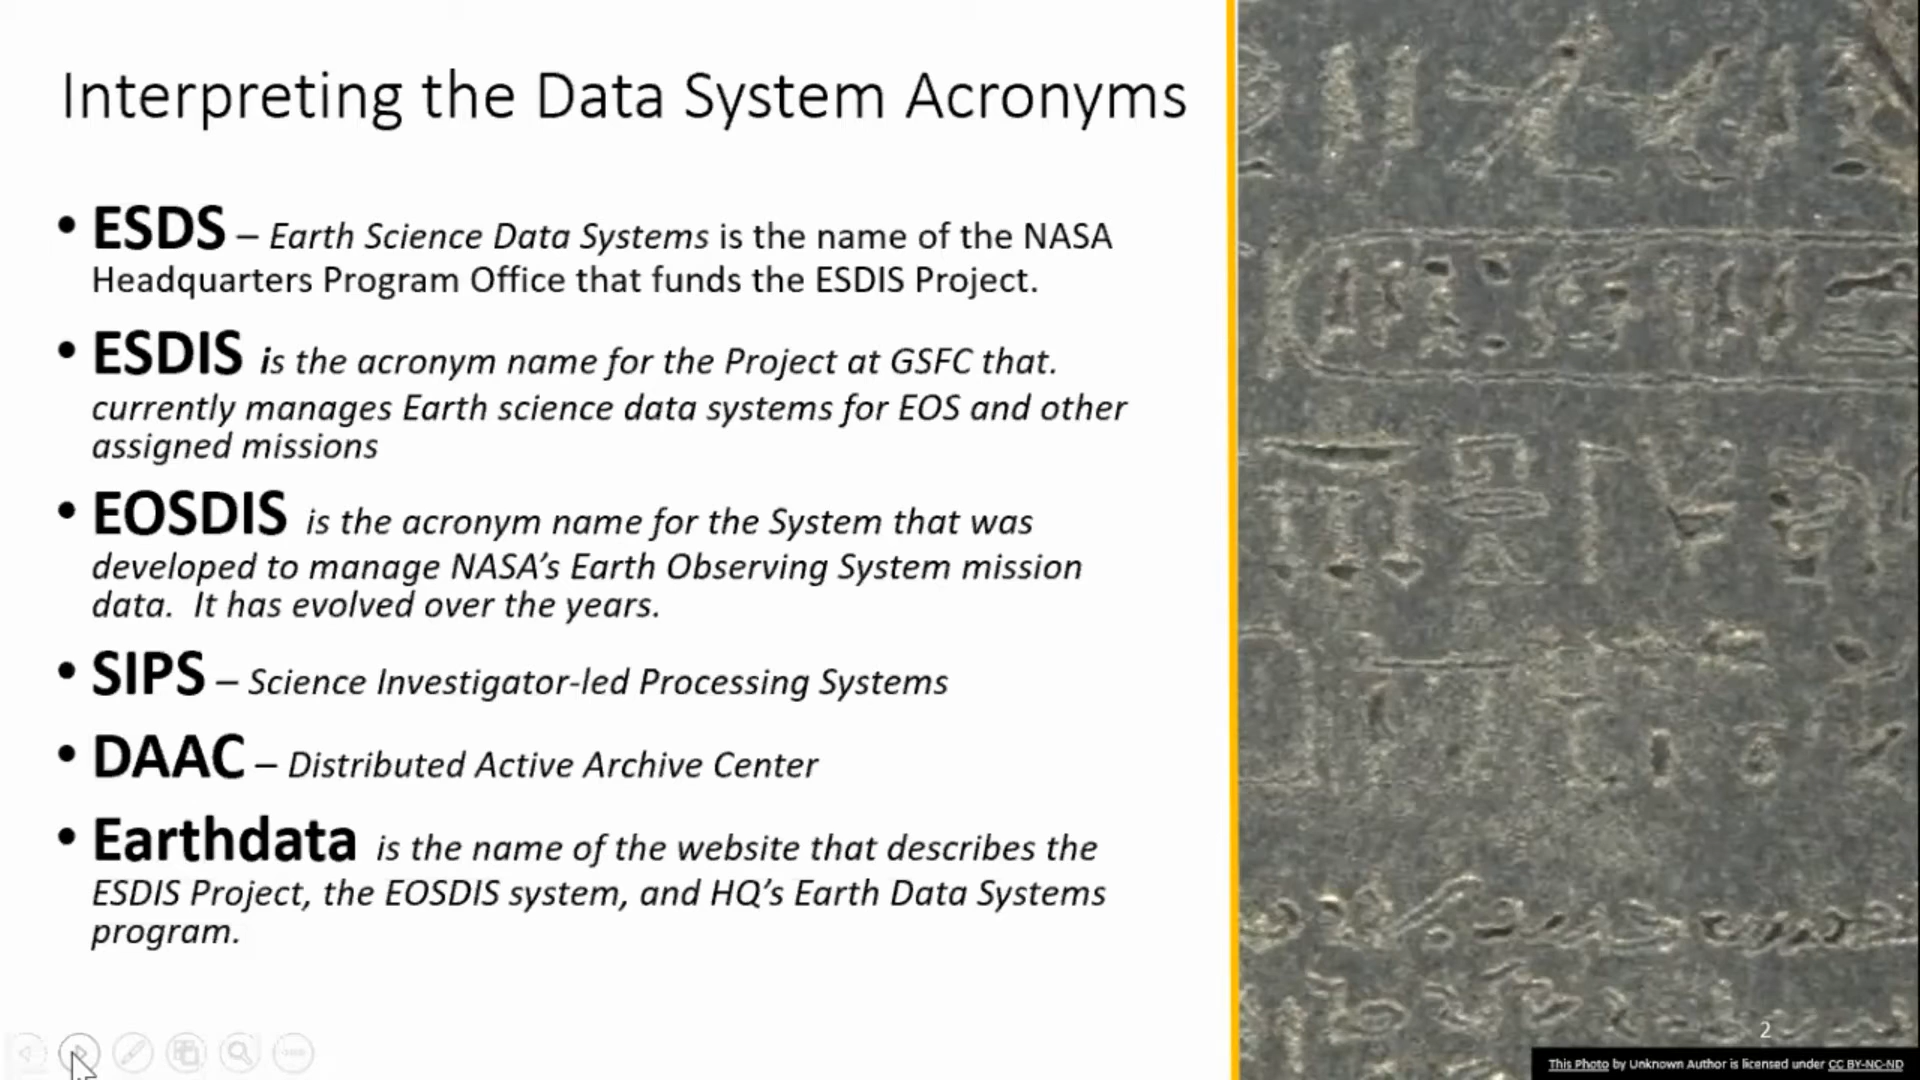 Interpreting the Data System Acronyms
• ESDS – Earth Science Data Systems is the name of the NASA
Headquarters Program Office that funds the ESDIS Project.
• ESDIS is the acronym name for the Project at GSFC that.
currently manages Earth science data systems for EOS and other
assigned missions
• EOSDIS is the acronym name for the System that was
developed to manage NASA’s Earth Observing System mission
data. It has evolved over the years.
• SIPS – Science Investigator-led Processing Systems
• DAAC – Distributed Active Archive Center
• Earthdata is the name of the website that describes the
ESDIS Project, the EOSDIS system, and HQ’s Earth Data Systems
program.
2
This Photo by Unknown Author is licensed under CC BY-NC-ND